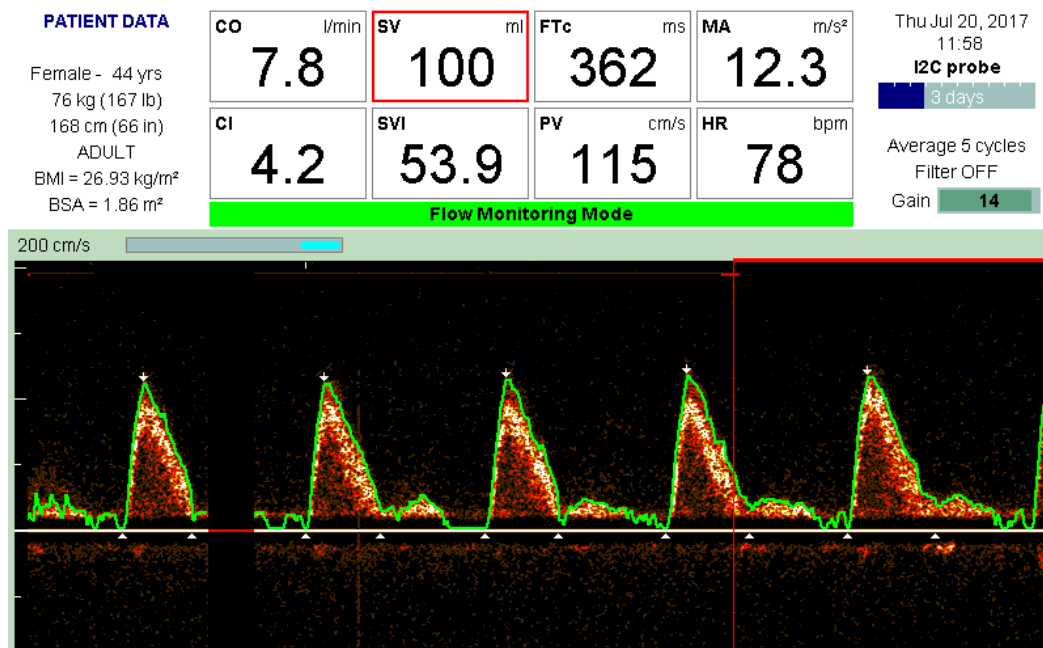 PATIENT DATA
Female - 44 yrs
76 kg (167 lb)
168 cm (66 in)
ADULT
BMI = 26.93 kg/m²
BSA = 1.86 m²
CO l/min
7.8
SV ml
100
FTc ms
362
MA m/s²
12.3
CI
4.2
SVI
53.9
PV cm/s
115
HR bpm
78
Flow Monitoring Mode
Thu Jul 20, 2017
11:58
I2C probe
3 days
Average 5 cycles
Filter OFF
Gain 14
200 cm/s